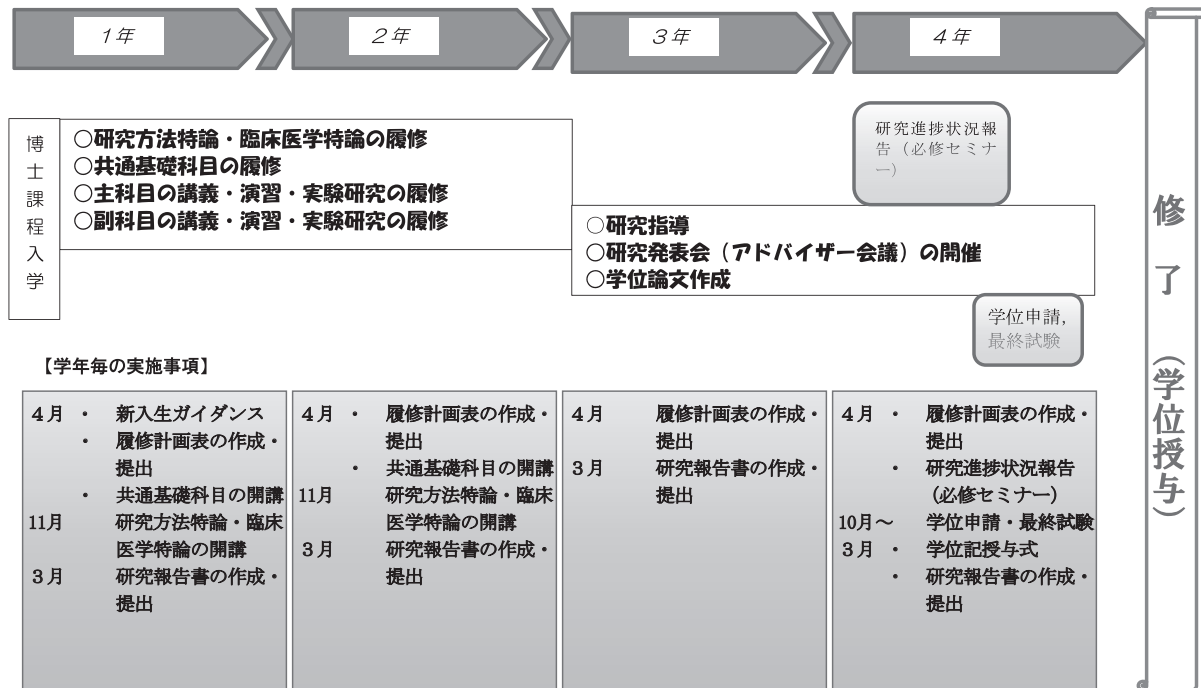 1年
2年
3年
4年
博士課程入学
○研究方法特論・臨床医学特論の履修
○共通基礎科目の履修
○主科目の講義・演習・実験研究の履修
○副科目の講義・演習・実験研究の履修
研究進捗状況報
告（必修セミナ
ー）
○研究指導
○研究発表会（アドバイザー会議）の開催
○学位論文作成
学位申請，
最終試験
修了（学位授与）
【学年毎の実施事項】
4月 ・ 新入生ガイダンス
・ 履修計画表の作成・
提出
・ 共通基礎科目の開講
11月 研究方法特論・臨床
医学特論の開講
3月 研究報告書の作成・
提出
4月 ・ 履修計画表の作成・
提出
・ 共通基礎科目の開講
11月 研究方法特論・臨床
医学特論の開講
3月 研究報告書の作成・
提出
4月 履修計画表の作成・
提出
3月 研究報告書の作成・
提出
4月 ・ 履修計画表の作成・
提出
・ 研究進捗状況報告
（必修セミナー）
10月～ 学位申請・最終試験
3月 ・ 学位記授与式
・ 研究報告書の作成・
提出